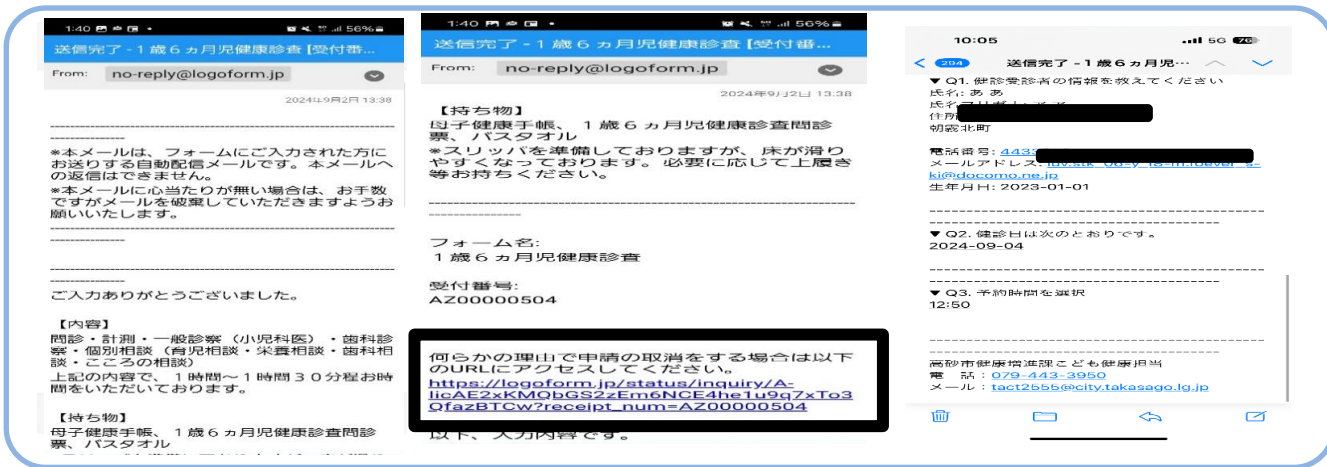 1:40
56%
送信完了-1歳6ヵ月児健康診査[受付番...
From: no-reply@logoform.jp
2024年9月2日 13:38
--------------------
*本メールは、フォームにご入力された方に
お送りする自動配信メールです。本メールへ
の返信はできません。
*本メールに心当たりが無い場合は、お手数
ですがメールを破棄していただきますようお
願いいたします。
--------------------
--------------------
ご入力ありがとうございました。
【内容】
問診・計測・一般診察(小児科医)・歯科診
察・個別相談(育児相談・栄養相談・歯科相
談・こころの相談)
上記の内容で、1時間~1時間30分程お時
間をいただいております。
【持ち物】
母子健康手帳、1歳6ヵ月児健康診査問診
票、バスタオル
1:40
56%
送信完了-1歳6ヵ月児健康診査[受付番...
From: no-reply@logoform.jp
2024年9月2日 13:38
【持ち物】
母子健康手帳、1歳6ヵ月児健康診査問診
票、バスタオル
*スリッパを準備しておりますが、床が滑り
やすくなっております。必要に応じて上履き
等お持ちください。
--------------------
フォーム名:
1歳6ヵ月児健康診査
受付番号:
AZ00000504
何らかの理由で申請の取消をする場合は以下
のURLにアクセスしてください。
https://logoform.jp/status/inquiry/A-
licAE2xKMQbGS2zEm6NCE4he1u9q7xTo3
QfazBTCw?receipt_num=AZ00000504
以下、入力内容です。
10:05
5G 76
294 送信完了-1歳6ヵ月児...
▼ Q1. 健診受診者の情報を教えてください
氏名: あ あ
住所
朝霧北町
電話番号: 443
メールアドレス:
ki@docomo.ne.jp
生年月日: 2023-01-01
--------------------
▼ Q2. 健診日は次のとおりです。
2024-09-04
--------------------
▼ Q3. 予約時間を選択
12:50
--------------------
高砂市健康増進課こども健康担当
電 話:079-443-3950
メール:tact2555@city.takasago.lg.jp